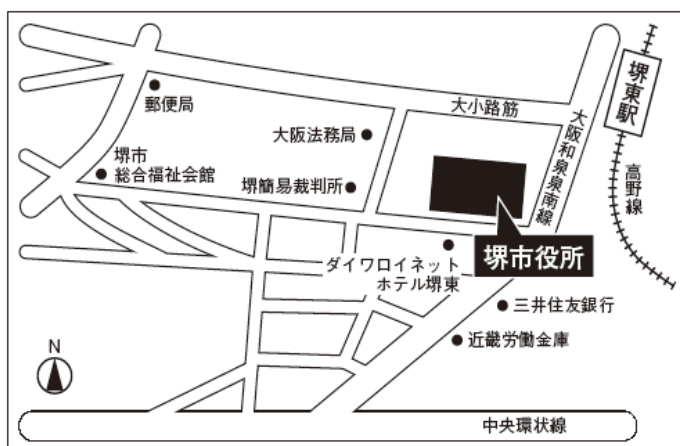 大小路筋
堺東駅
郵便局
大阪法務局
大阪和泉泉南線
高野線
堺市
総合福祉会館
堺簡易裁判所
堺市役所
ダイワロイネット
ホテル堺東
三井住友銀行
近畿労働金庫
N
中央環状線